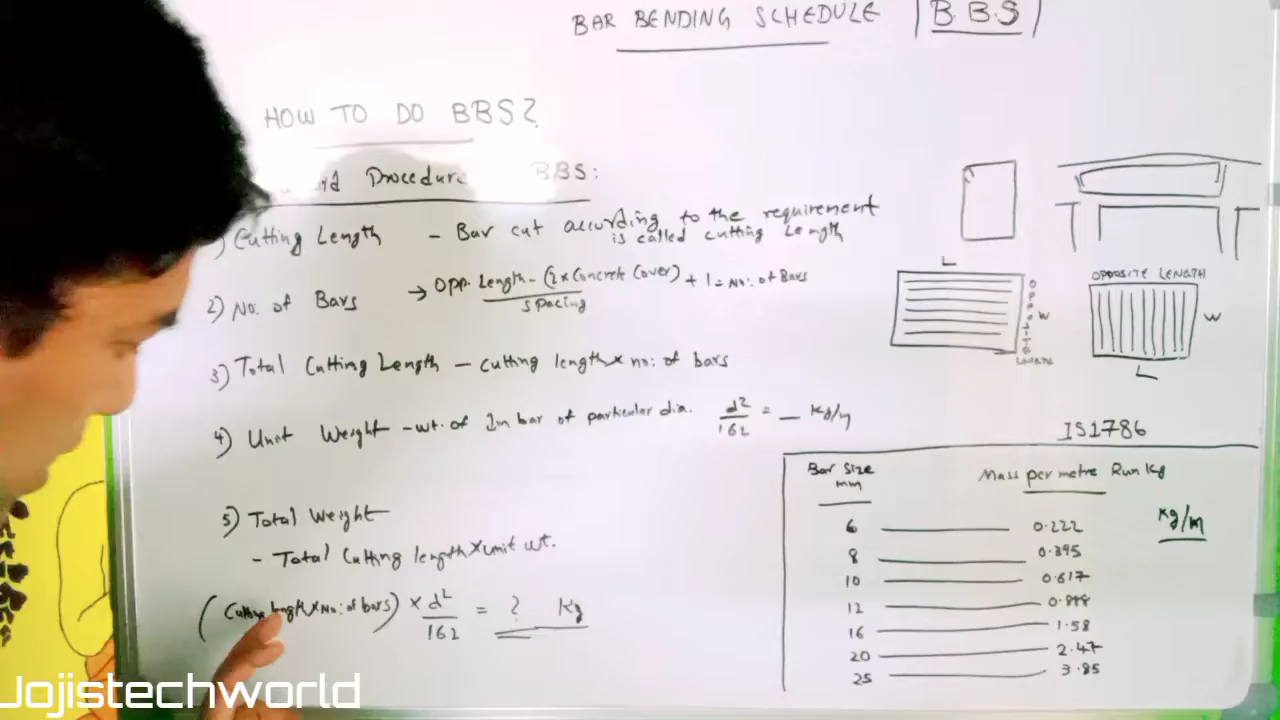 BAR BENDING SCHEDULE | B.B.S |
HOW TO DO BBS?
Procedure BBS:
1) Cutting Length - Bar cut according to the requirement
is called cutting Length
2) No. of Bars → Opp. Length - (2 x Concrete Cover) + 1 = No: of Bars
Spacing
3) Total Cutting Length - cutting length x no: of bars
4) Unit Weight - wt. of 1m bar of particular dia. d² = _ Kg/m
162
5) Total Weight
- Total Cutting length x unit wt.
(Cutting length x No: of bars) x d² = ? Kg
162
L
OPPOSITE
LENGTH
W
OPPOSITE LENGTH
W
L
IS1786
Bar Size Mass per metre Run Kg
mm
Kg/m
6 0.222
8 0.395
10 0.617
12 0.888
16 1.58
20 2.47
25 3.85
Jojistechworld